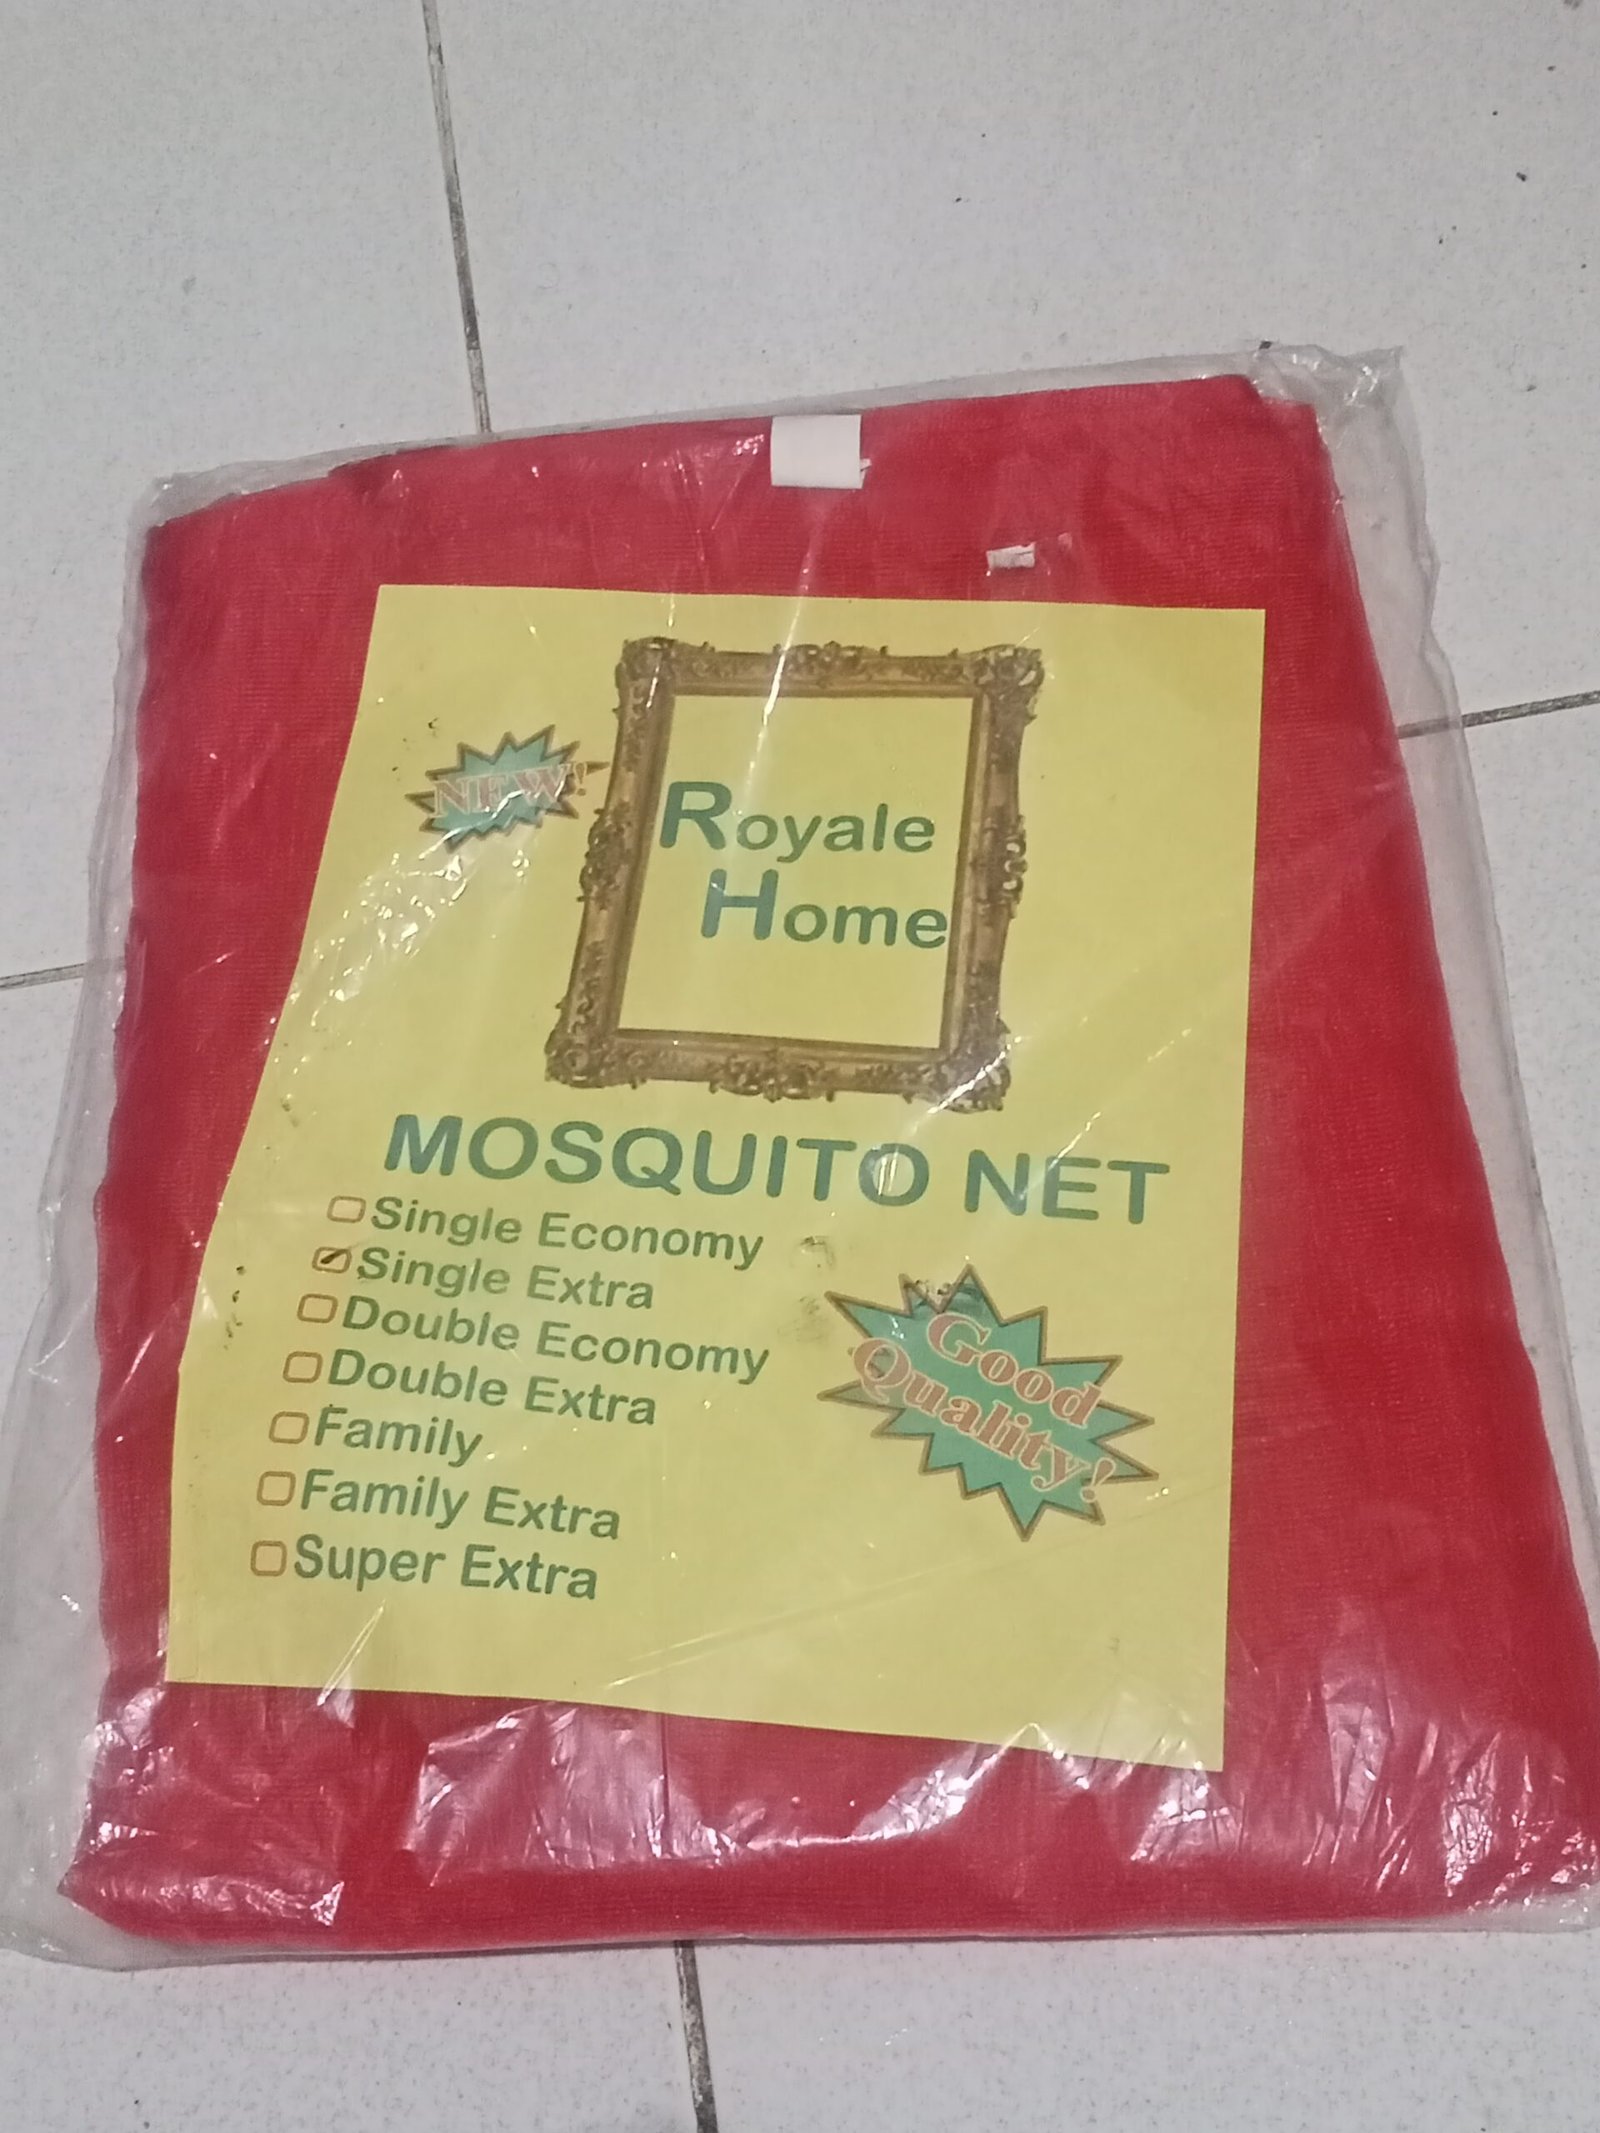 NEW!
Royale
Home
MOSQUITO NET
Single Economy
Single Extra
Double Economy
Double Extra
Family
Family Extra
Super Extra
Good
Quality!